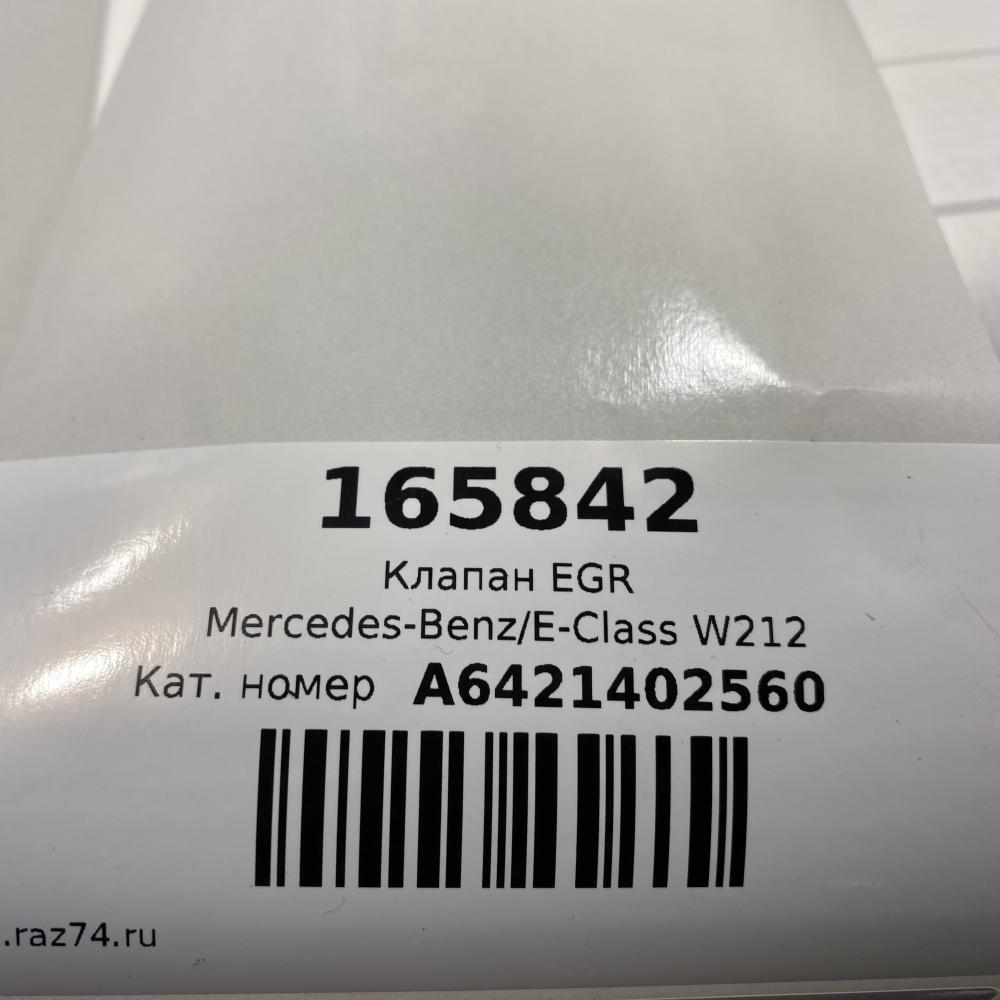 165842
Клапан EGR
Mercedes-Benz/E-Class W212
Кат. номер A6421402560
.raz74.ru